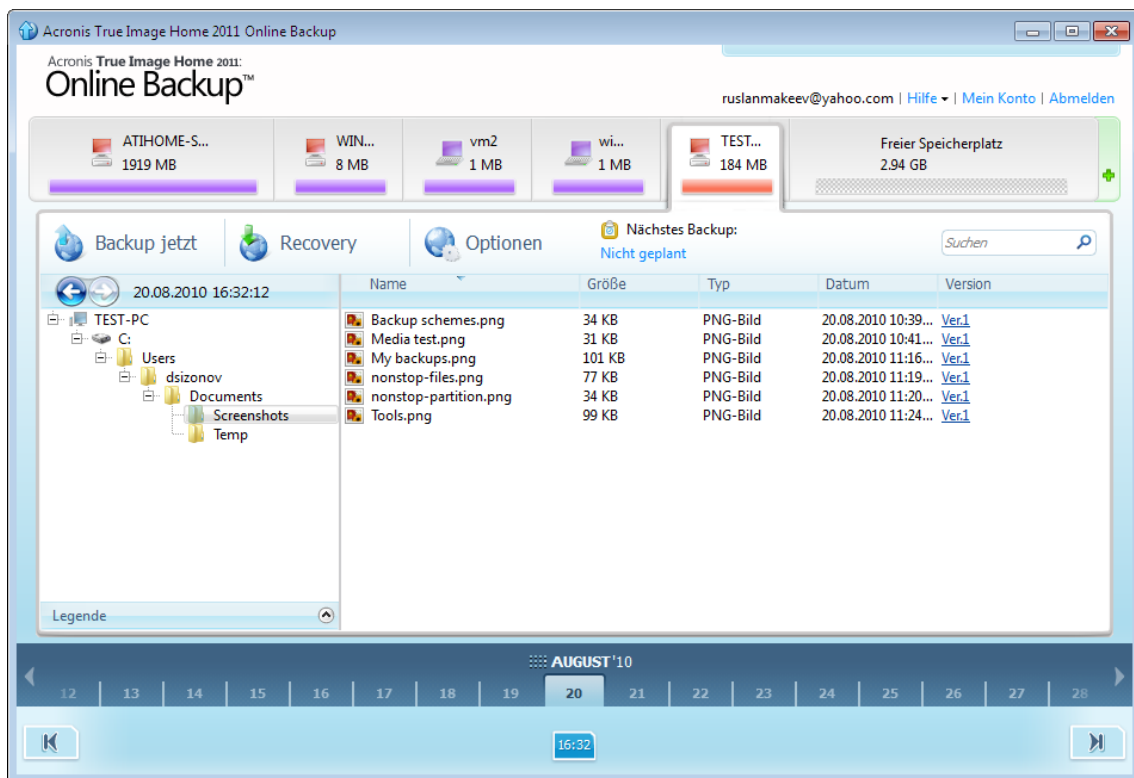 Acronis True Image Home 2011 Online Backup
Acronis True Image Home 2011:
Online Backup™
ruslanmakeev@yahoo.com | Hilfe | Mein Konto | Abmelden
ATIHOME-S... WIN... vm2 wi... TEST... Freier Speicherplatz
1919 MB 8 MB 1 MB 1 MB 184 MB 2.94 GB
Backup jetzt Recovery Optionen
Nächstes Backup:
Nicht geplant
Suchen
20.08.2010 16:32:12
TEST-PC
C:
Users
dsizonov
Documents
Screenshots
Temp
Legende
Name Größe Typ Datum Version
Backup schemes.png 34 KB PNG-Bild 20.08.2010 10:39... Ver.1
Media test.png 31 KB PNG-Bild 20.08.2010 10:41... Ver.1
My backups.png 101 KB PNG-Bild 20.08.2010 11:16... Ver.1
nonstop-files.png 77 KB PNG-Bild 20.08.2010 11:19... Ver.1
nonstop-partition.png 34 KB PNG-Bild 20.08.2010 11:20... Ver.1
Tools.png 99 KB PNG-Bild 20.08.2010 11:24... Ver.1
AUGUST'10
12 13 14 15 16 17 18 19 20 21 22 23 24 25 26 27 28
16:32